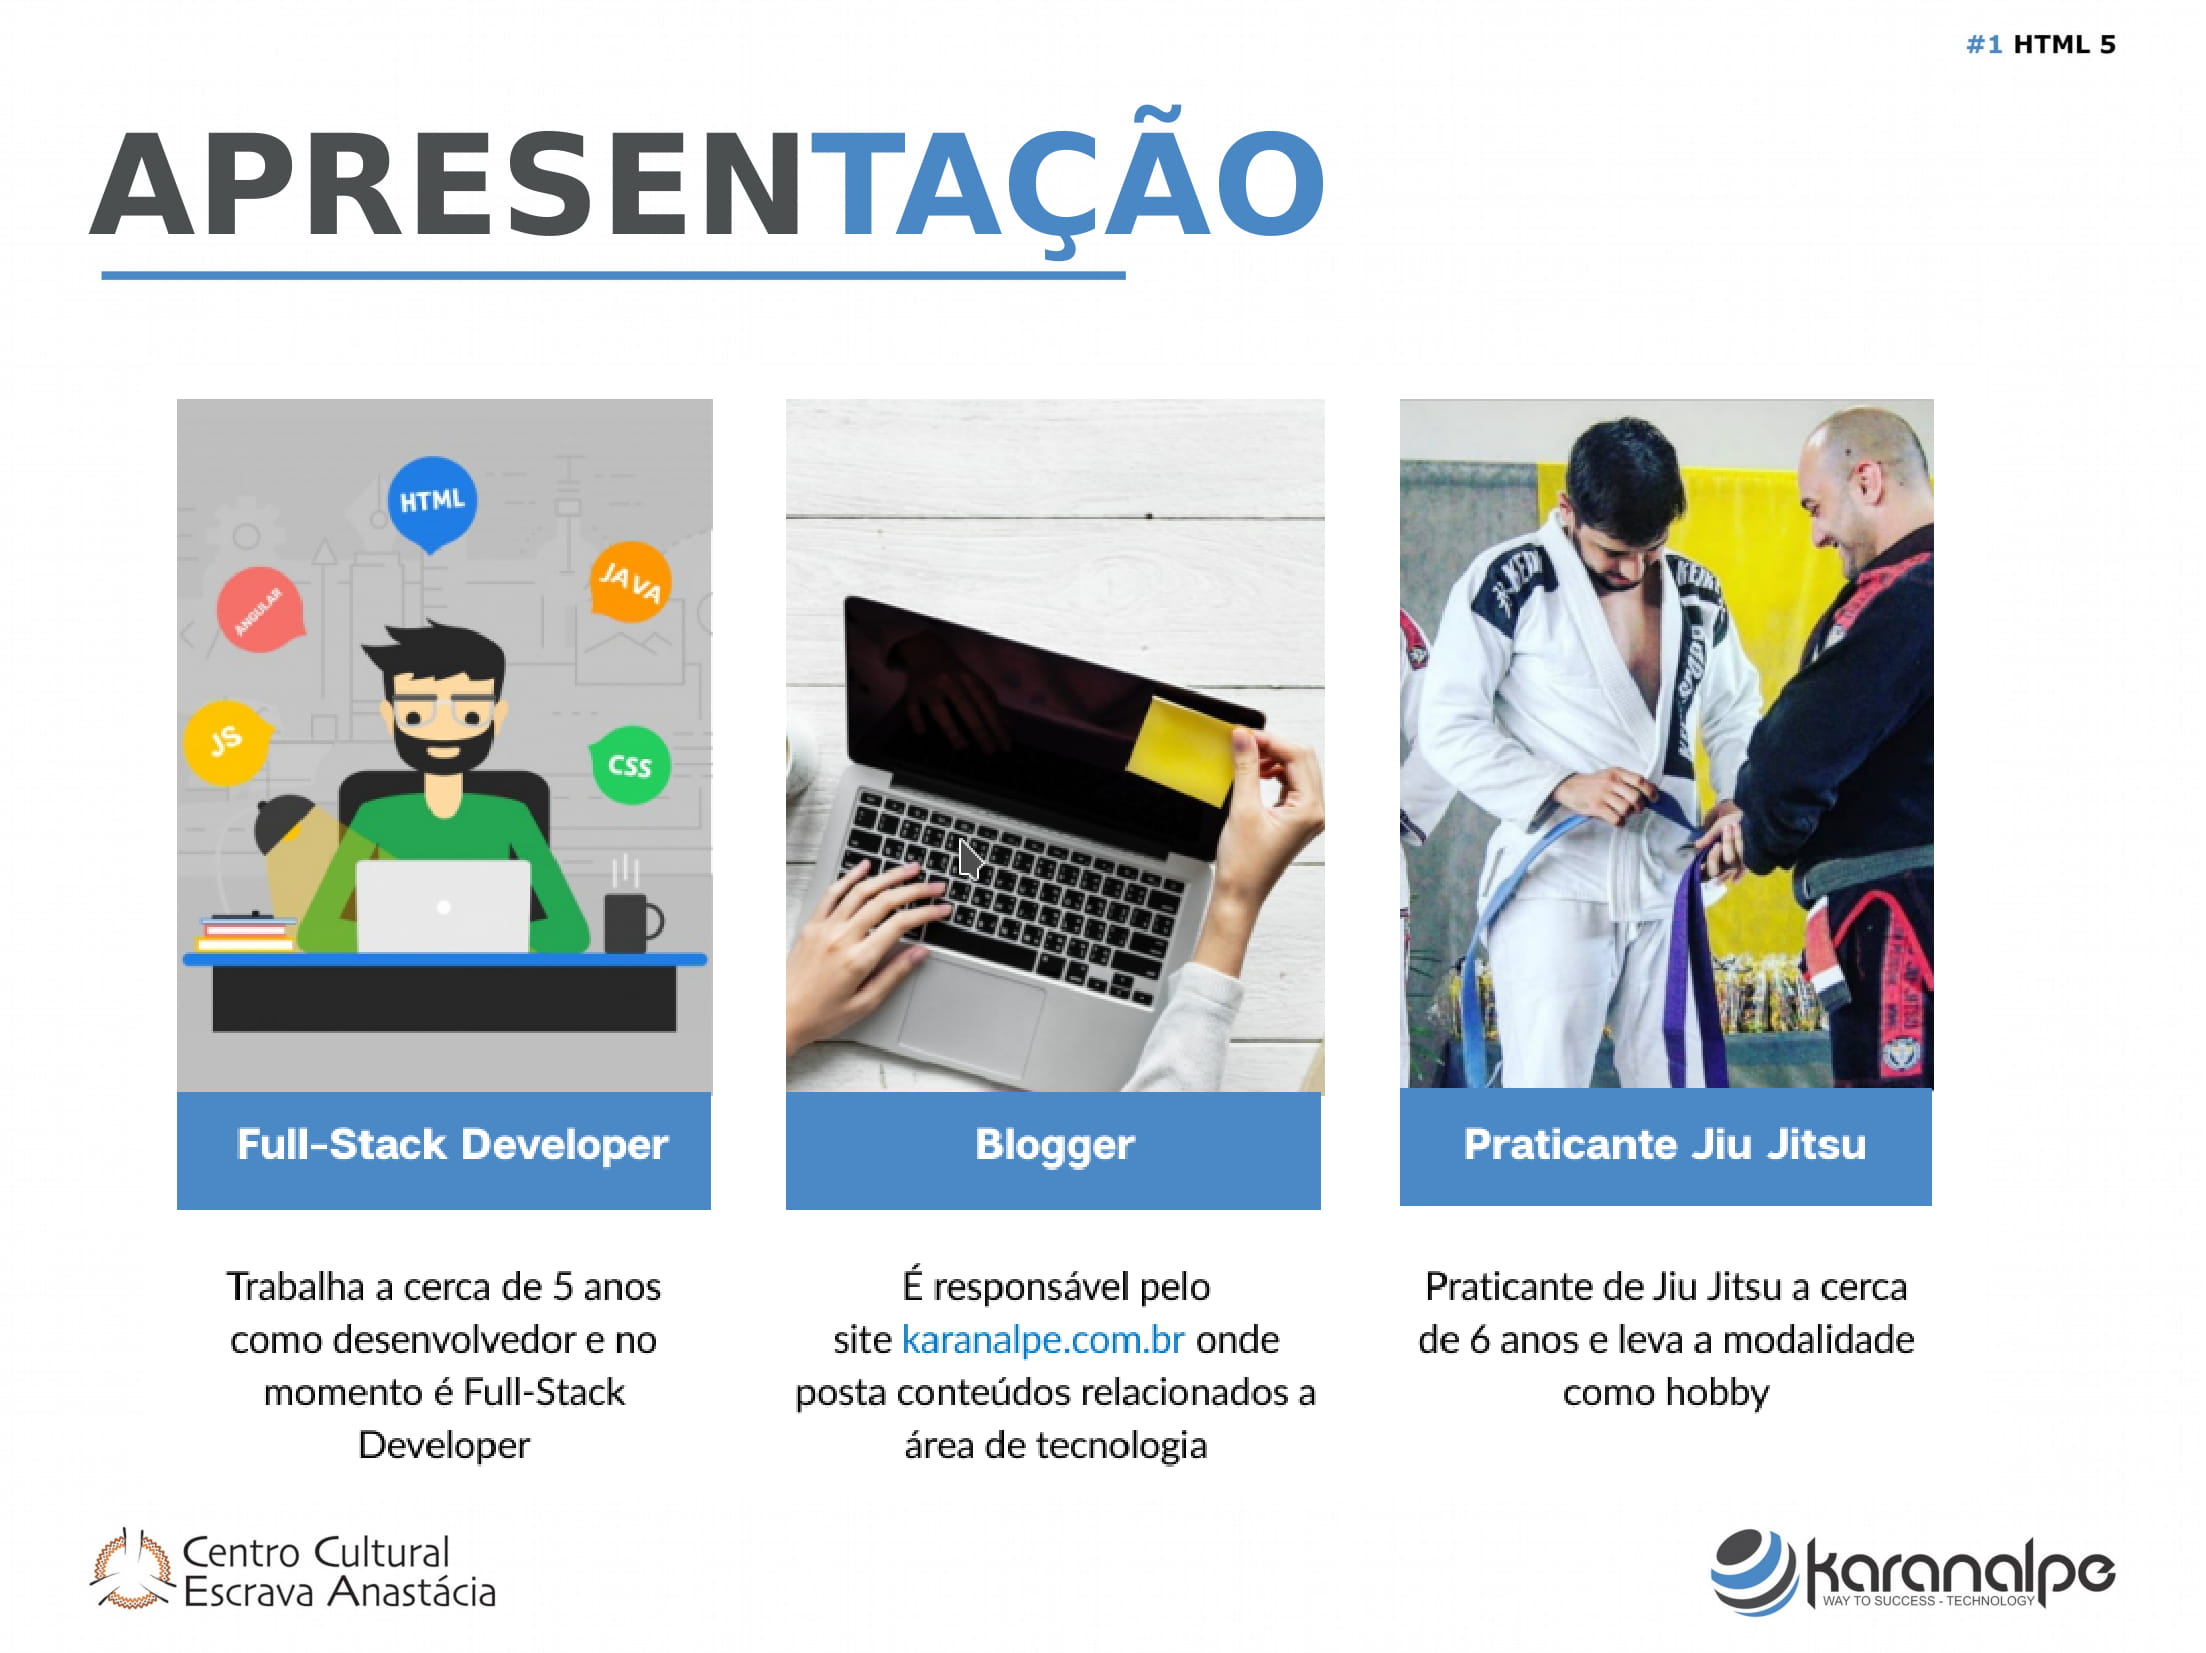 #1 HTML 5
APRESENTAÇÃO
HTML
JAVA
ANGULAR
JS
CSS
Full-Stack Developer
Blogger
Praticante Jiu Jitsu
Trabalha a cerca de 5 anos
como desenvolvedor e no
momento é Full-Stack
Developer
É responsável pelo
site karanalpe.com.br onde
posta conteúdos relacionados a
área de tecnologia
Praticante de Jiu Jitsu a cerca
de 6 anos e leva a modalidade
como hobby
Centro Cultural
Escrava Anastácia
karanalpe
WAY TO SUCCESS - TECHNOLOGY